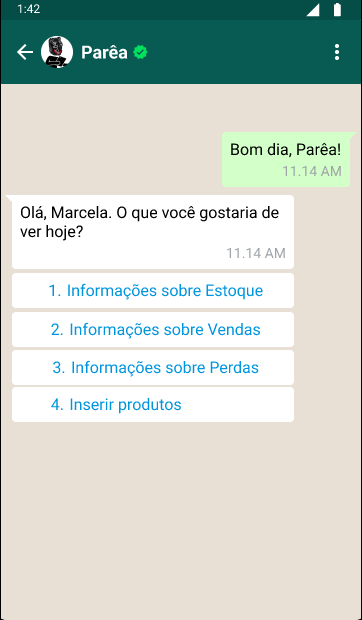 1:42
Parêa
Bom dia, Parêa!
11.14 AM
Olá, Marcela. O que você gostaria de
ver hoje?
11.14 AM
1. Informações sobre Estoque
2. Informações sobre Vendas
3. Informações sobre Perdas
4. Inserir produtos